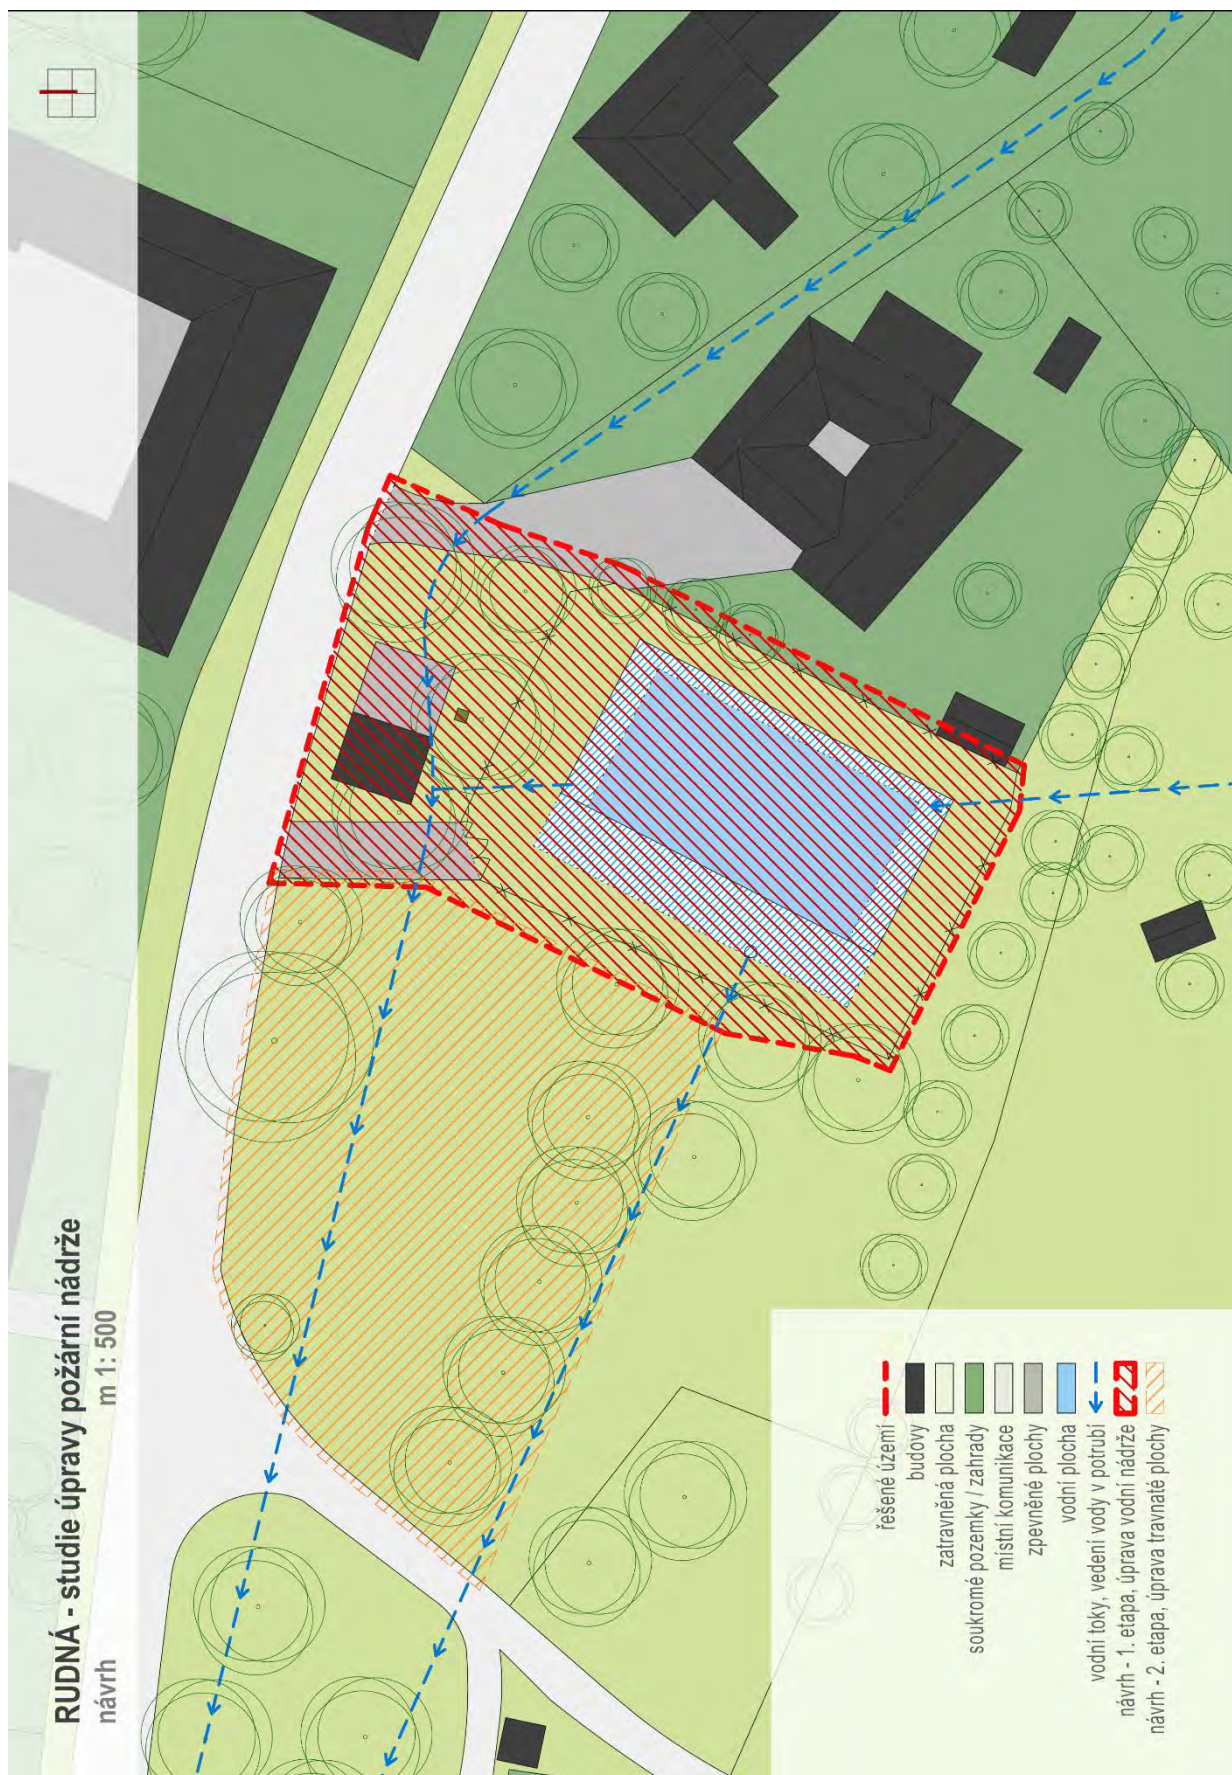 RUDNÁ - studie úpravy požární nádrže
návrh m 1: 500
řešené území
budovy
zatravněná plocha
soukromé pozemky / zahrady
místní komunikace
zpevněné plochy
vodní plocha
vodní toky, vedení vody v potrubí
návrh - 1. etapa, úprava vodní nádrže
návrh - 2. etapa, úprava travnaté plochy